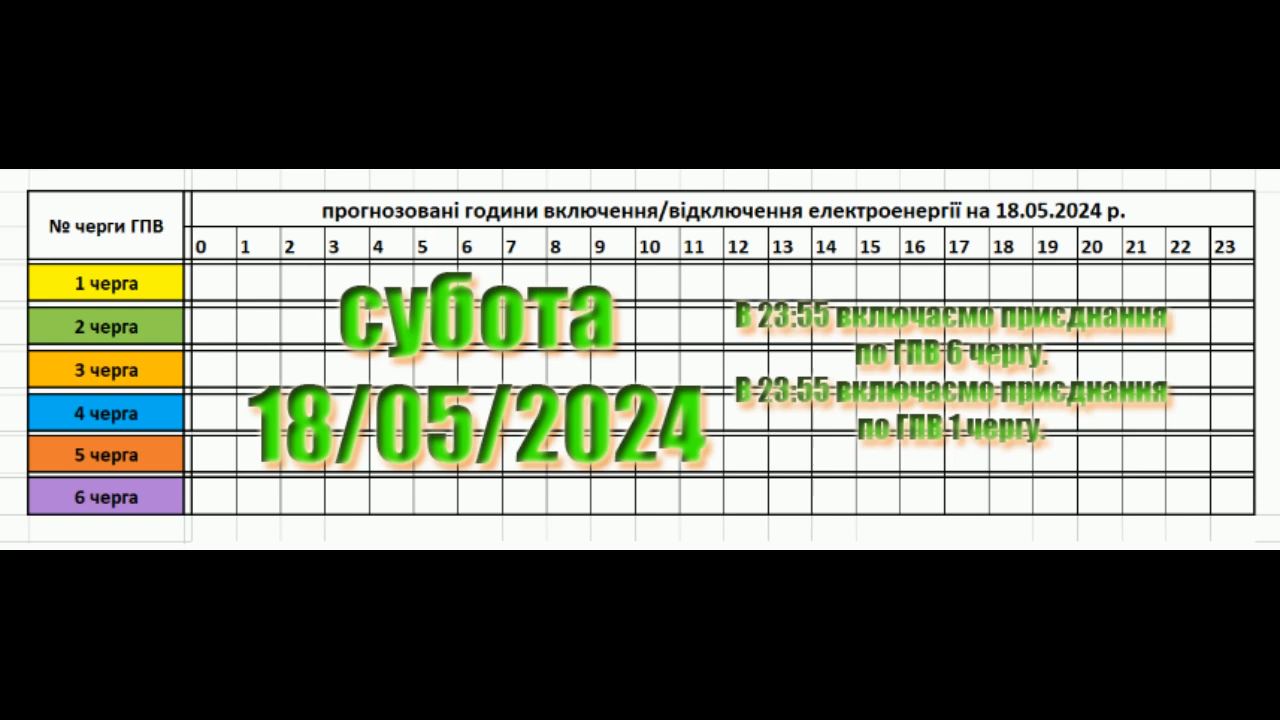 № черги ГПВ
прогнозовані години включення/відключення електроенергії на 18.05.2024 р.
0 1 2 3 4 5 6 7 8 9 10 11 12 13 14 15 16 17 18 19 20 21 22 23
1 черга
2 черга
3 черга
4 черга
5 черга
6 черга
субота
18/05/2024
В 23:55 включаємо приєднання
по ГПВ 6 чергу.
В 23:55 включаємо приєднання
по ГПВ 1 чергу.